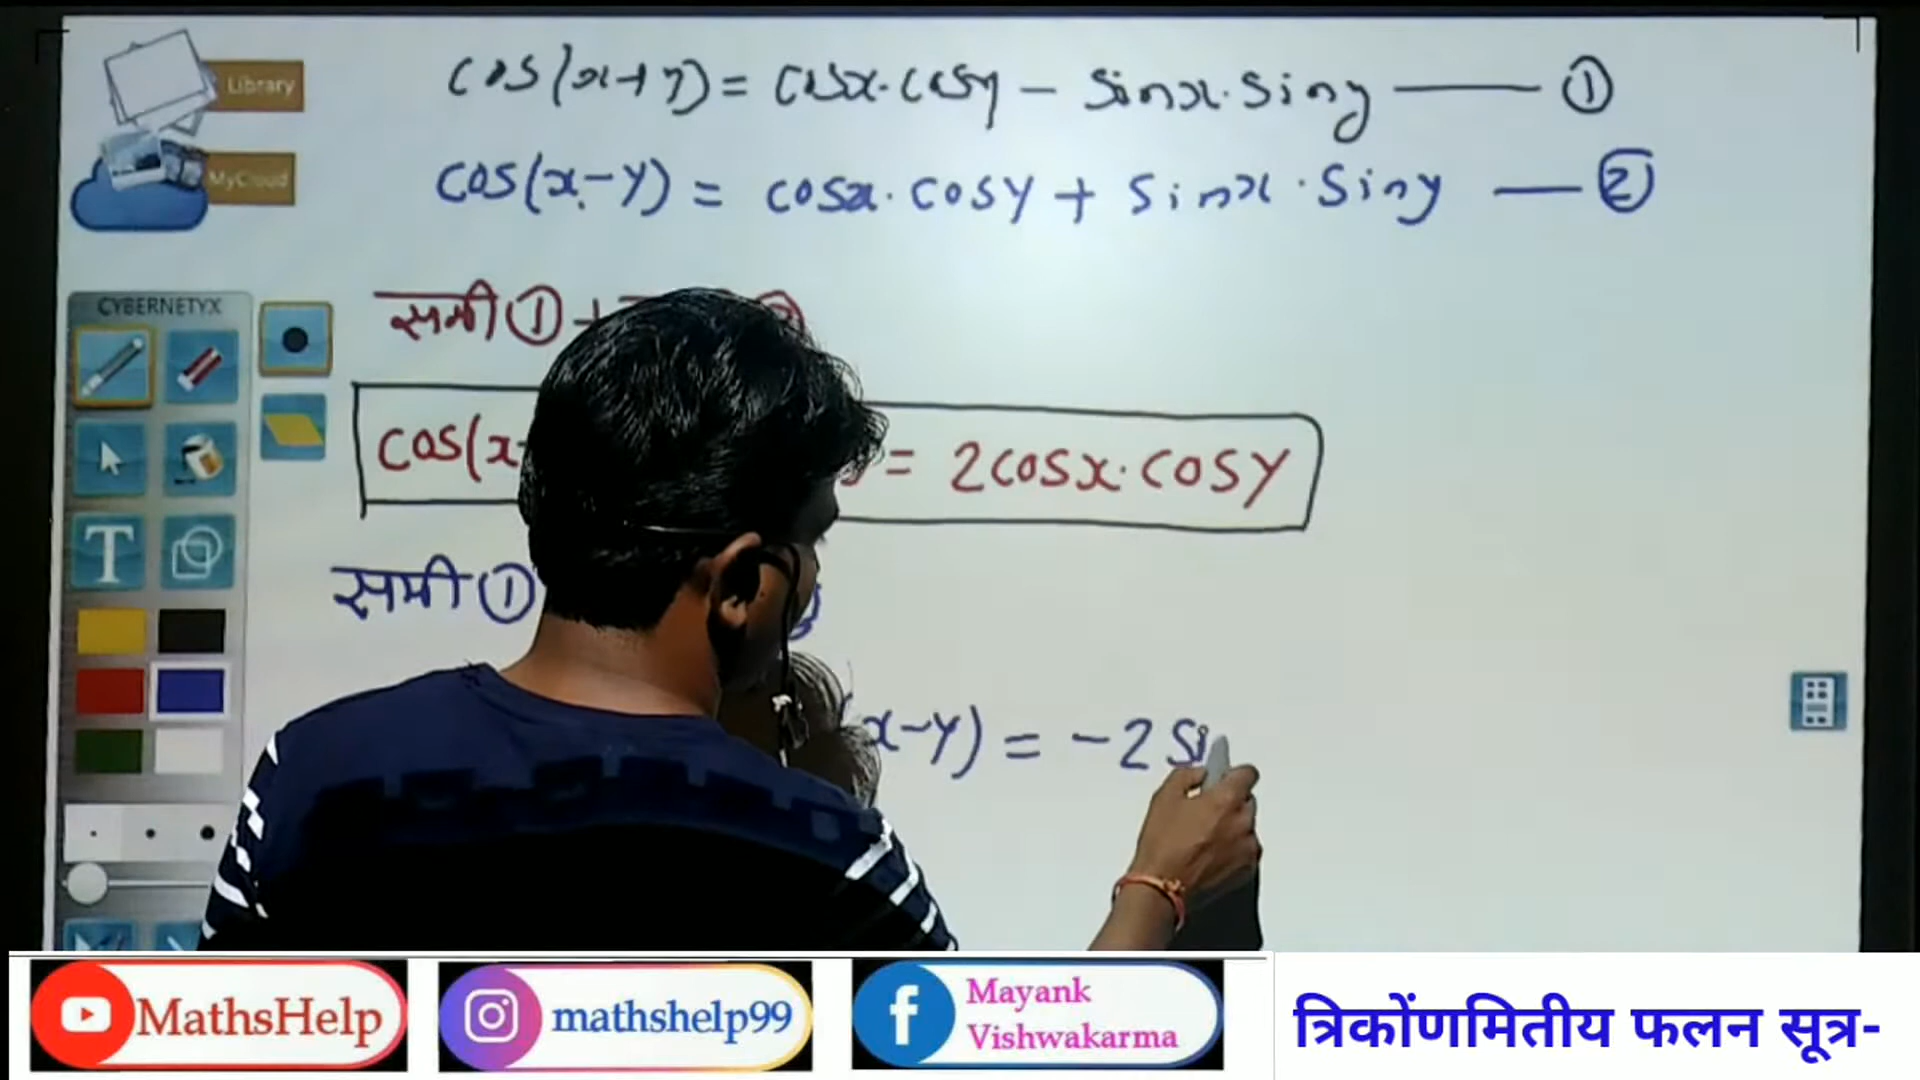 Library
cos(x+y) = cosx.cosy - sinx.siny —— ①
MyCloud
cos(x-y) = cosx.cosy + sinx.siny — ②
CYBERNETYX
समी ① +
cos(x = 2cosx.cosy
समी ①
x-y) = -2 Si
T
MathsHelp
mathshelp99
Mayank
Vishwakarma
त्रिकोंणमितीय फलन सूत्र-